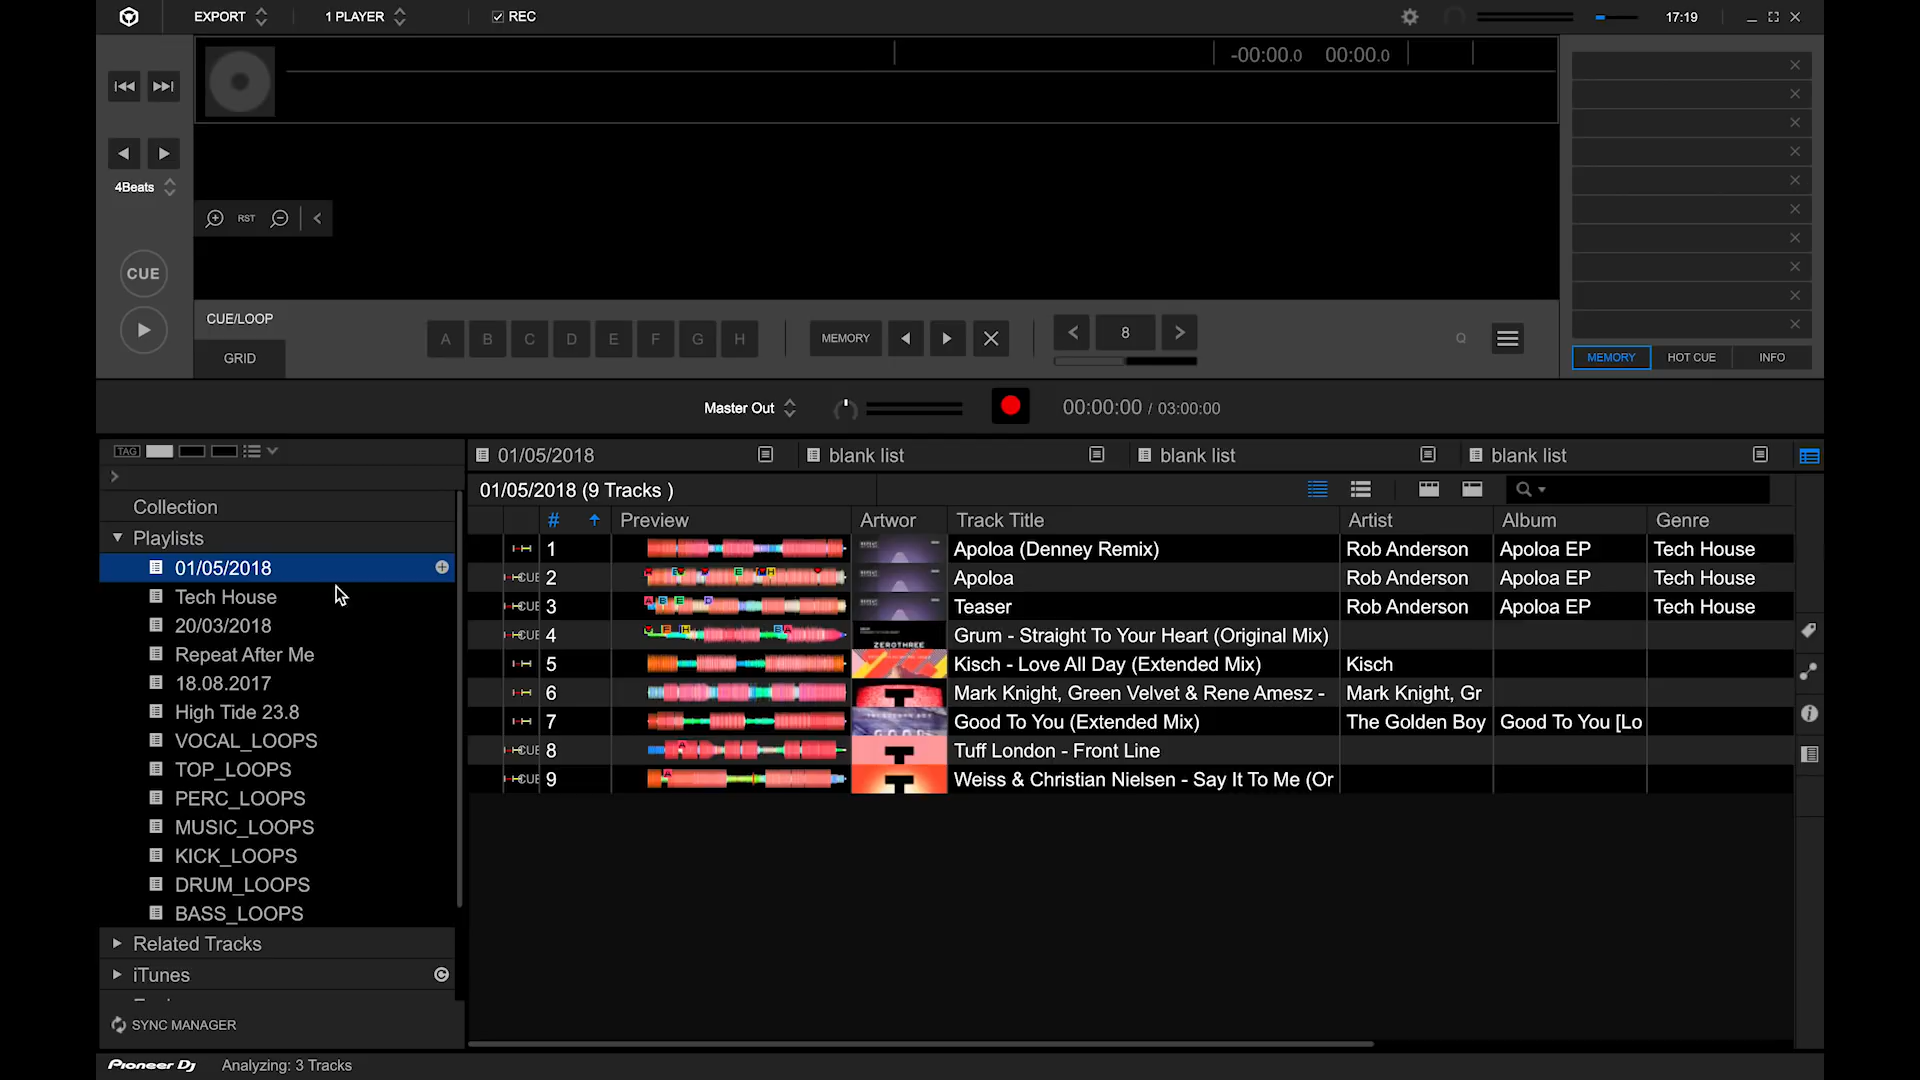 EXPORT
1 PLAYER
REC
17:19
-00:00.0
00:00.0
4Beats
RST
CUE
CUE/LOOP
GRID
A B C D E F G H
MEMORY
8
Q
MEMORY
HOT CUE
INFO
Master Out
00:00:00 / 03:00:00
TAG
01/05/2018
blank list
blank list
blank list
01/05/2018 (9 Tracks )
Collection
Playlists
01/05/2018
Tech House
20/03/2018
Repeat After Me
18.08.2017
High Tide 23.8
VOCAL_LOOPS
TOP_LOOPS
PERC_LOOPS
MUSIC_LOOPS
KICK_LOOPS
DRUM_LOOPS
BASS_LOOPS
Related Tracks
iTunes
SYNC MANAGER
# Preview Artwor Track Title Artist Album Genre
1 Apoloa (Denney Remix) Rob Anderson Apoloa EP Tech House
CUE 2 Apoloa Rob Anderson Apoloa EP Tech House
CUE 3 Teaser Rob Anderson Apoloa EP Tech House
CUE 4 ZEROTHREE Grum - Straight To Your Heart (Original Mix)
5 Kisch - Love All Day (Extended Mix) Kisch
6 Mark Knight, Green Velvet & Rene Amesz - Mark Knight, Gr
7 Good To You (Extended Mix) The Golden Boy Good To You [Lo
CUE 8 Tuff London - Front Line
CUE 9 Weiss & Christian Nielsen - Say It To Me (Or
Pioneer Dj
Analyzing: 3 Tracks